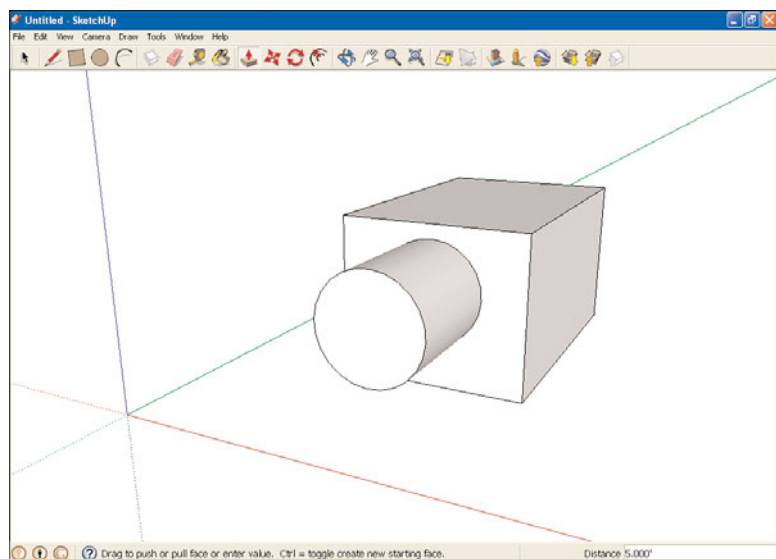 Untitled - SketchUp
File Edit View Camera Draw Tools Window Help
Drag to push or pull face or enter value. Ctrl = toggle create new starting face. Distance 5.000'